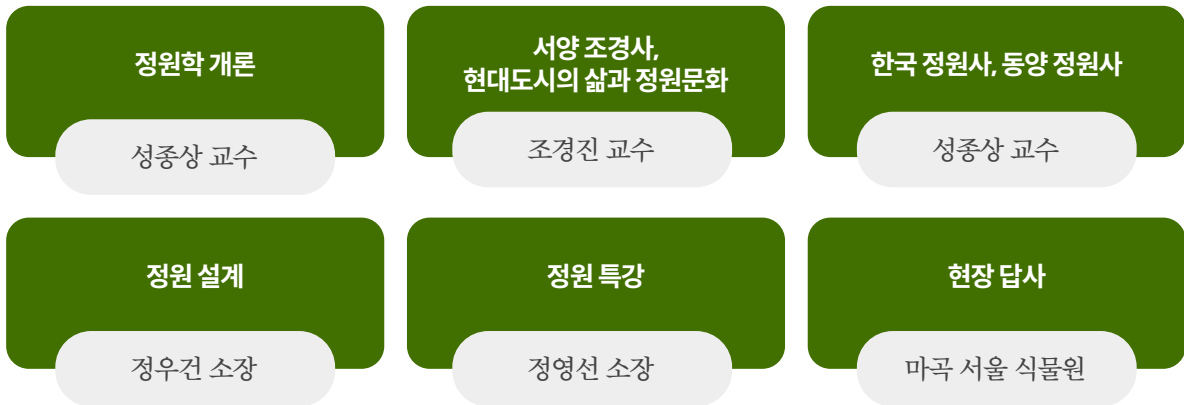 정원학 개론
성종상 교수
서양 조경사,
현대도시의 삶과 정원문화
조경진 교수
한국 정원사, 동양 정원사
성종상 교수
정원 설계
정우건 소장
정원 특강
정영선 소장
현장 답사
마곡 서울 식물원